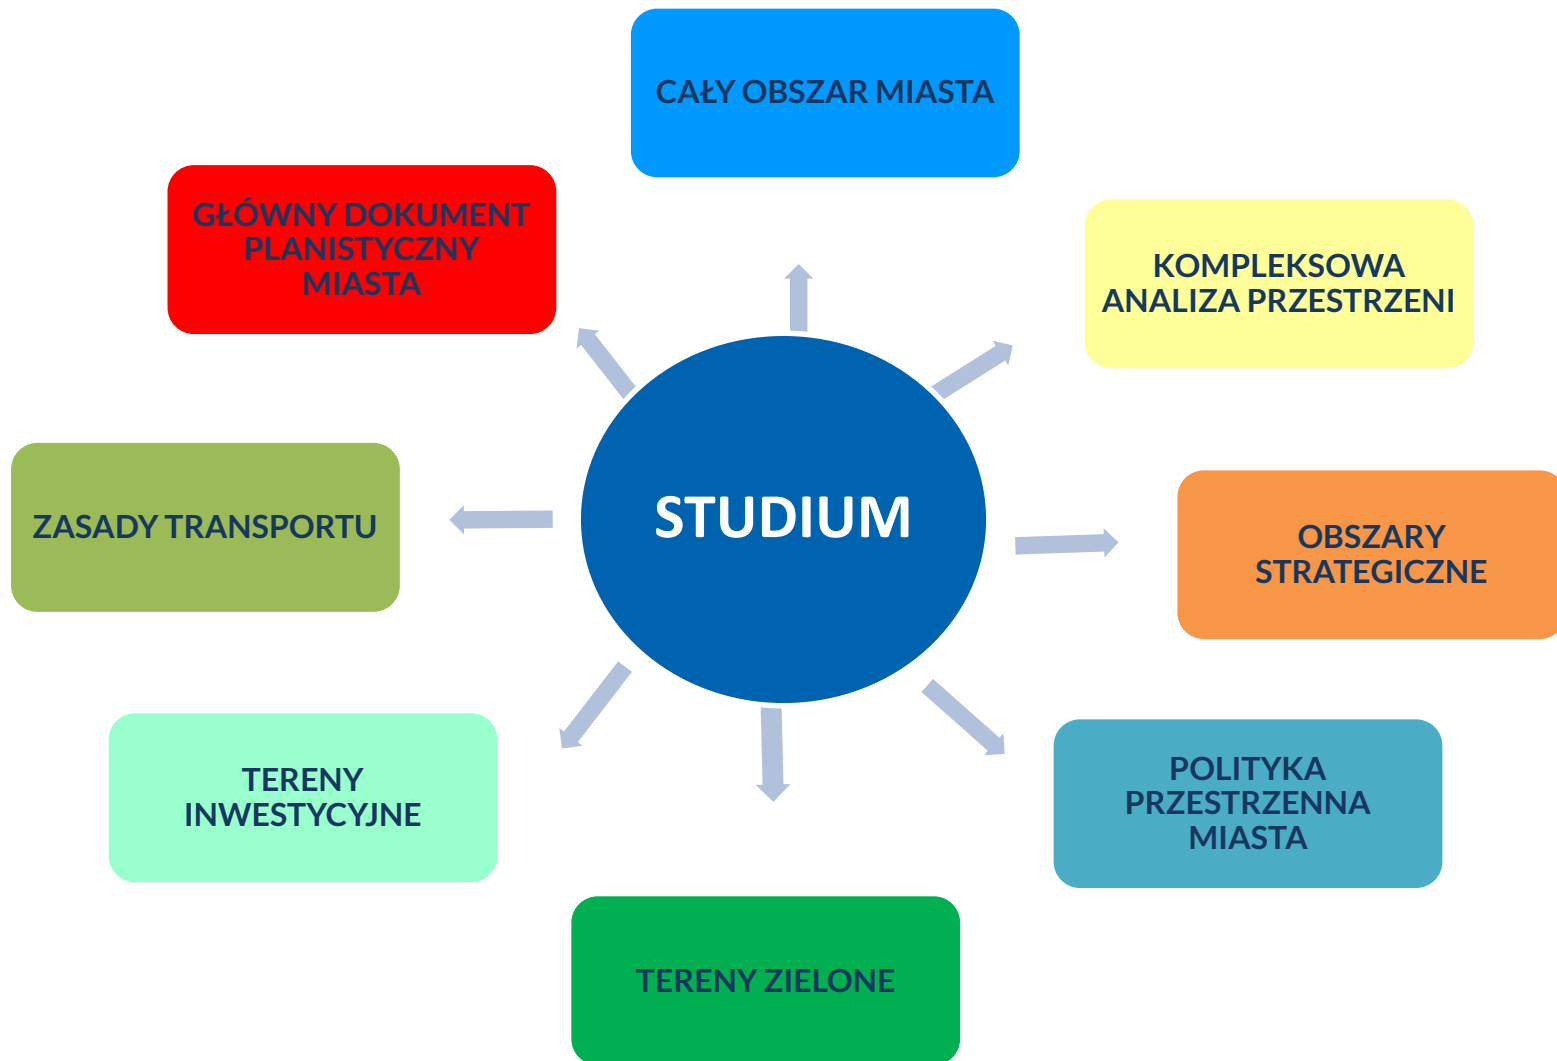 CAŁY OBSZAR MIASTA
GŁÓWNY DOKUMENT
PLANISTYCZNY
MIASTA
KOMPLEKSOWA
ANALIZA PRZESTRZENI
ZASADY TRANSPORTU
STUDIUM
OBSZARY
STRATEGICZNE
TERENY
INWESTYCYJNE
POLITYKA
PRZESTRZENNA
MIASTA
TERENY ZIELONE